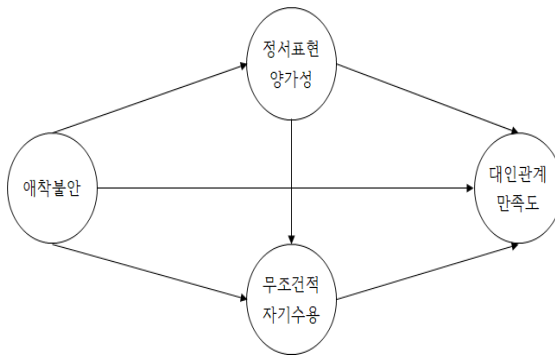 정서표현
양가성
애착불안
대인관계
만족도
무조건적
자기수용